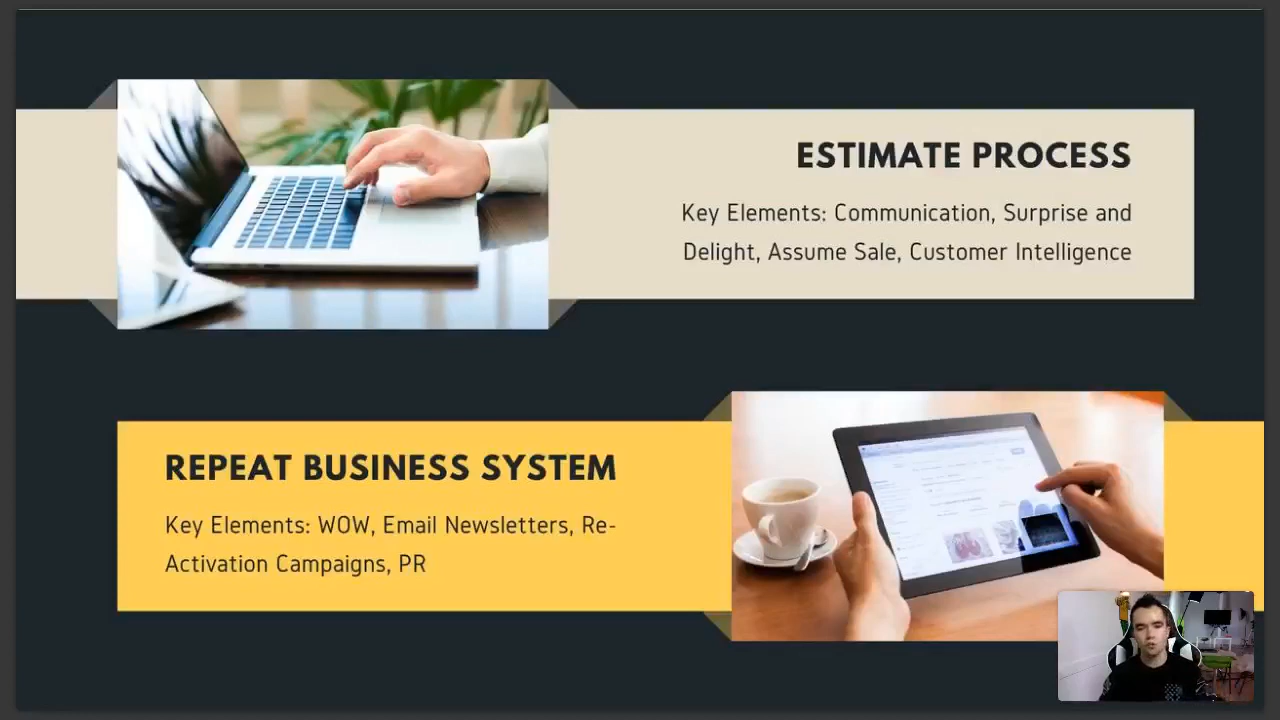 ESTIMATE PROCESS
Key Elements: Communication, Surprise and
Delight, Assume Sale, Customer Intelligence
REPEAT BUSINESS SYSTEM
Key Elements: WOW, Email Newsletters, Re-
Activation Campaigns, PR